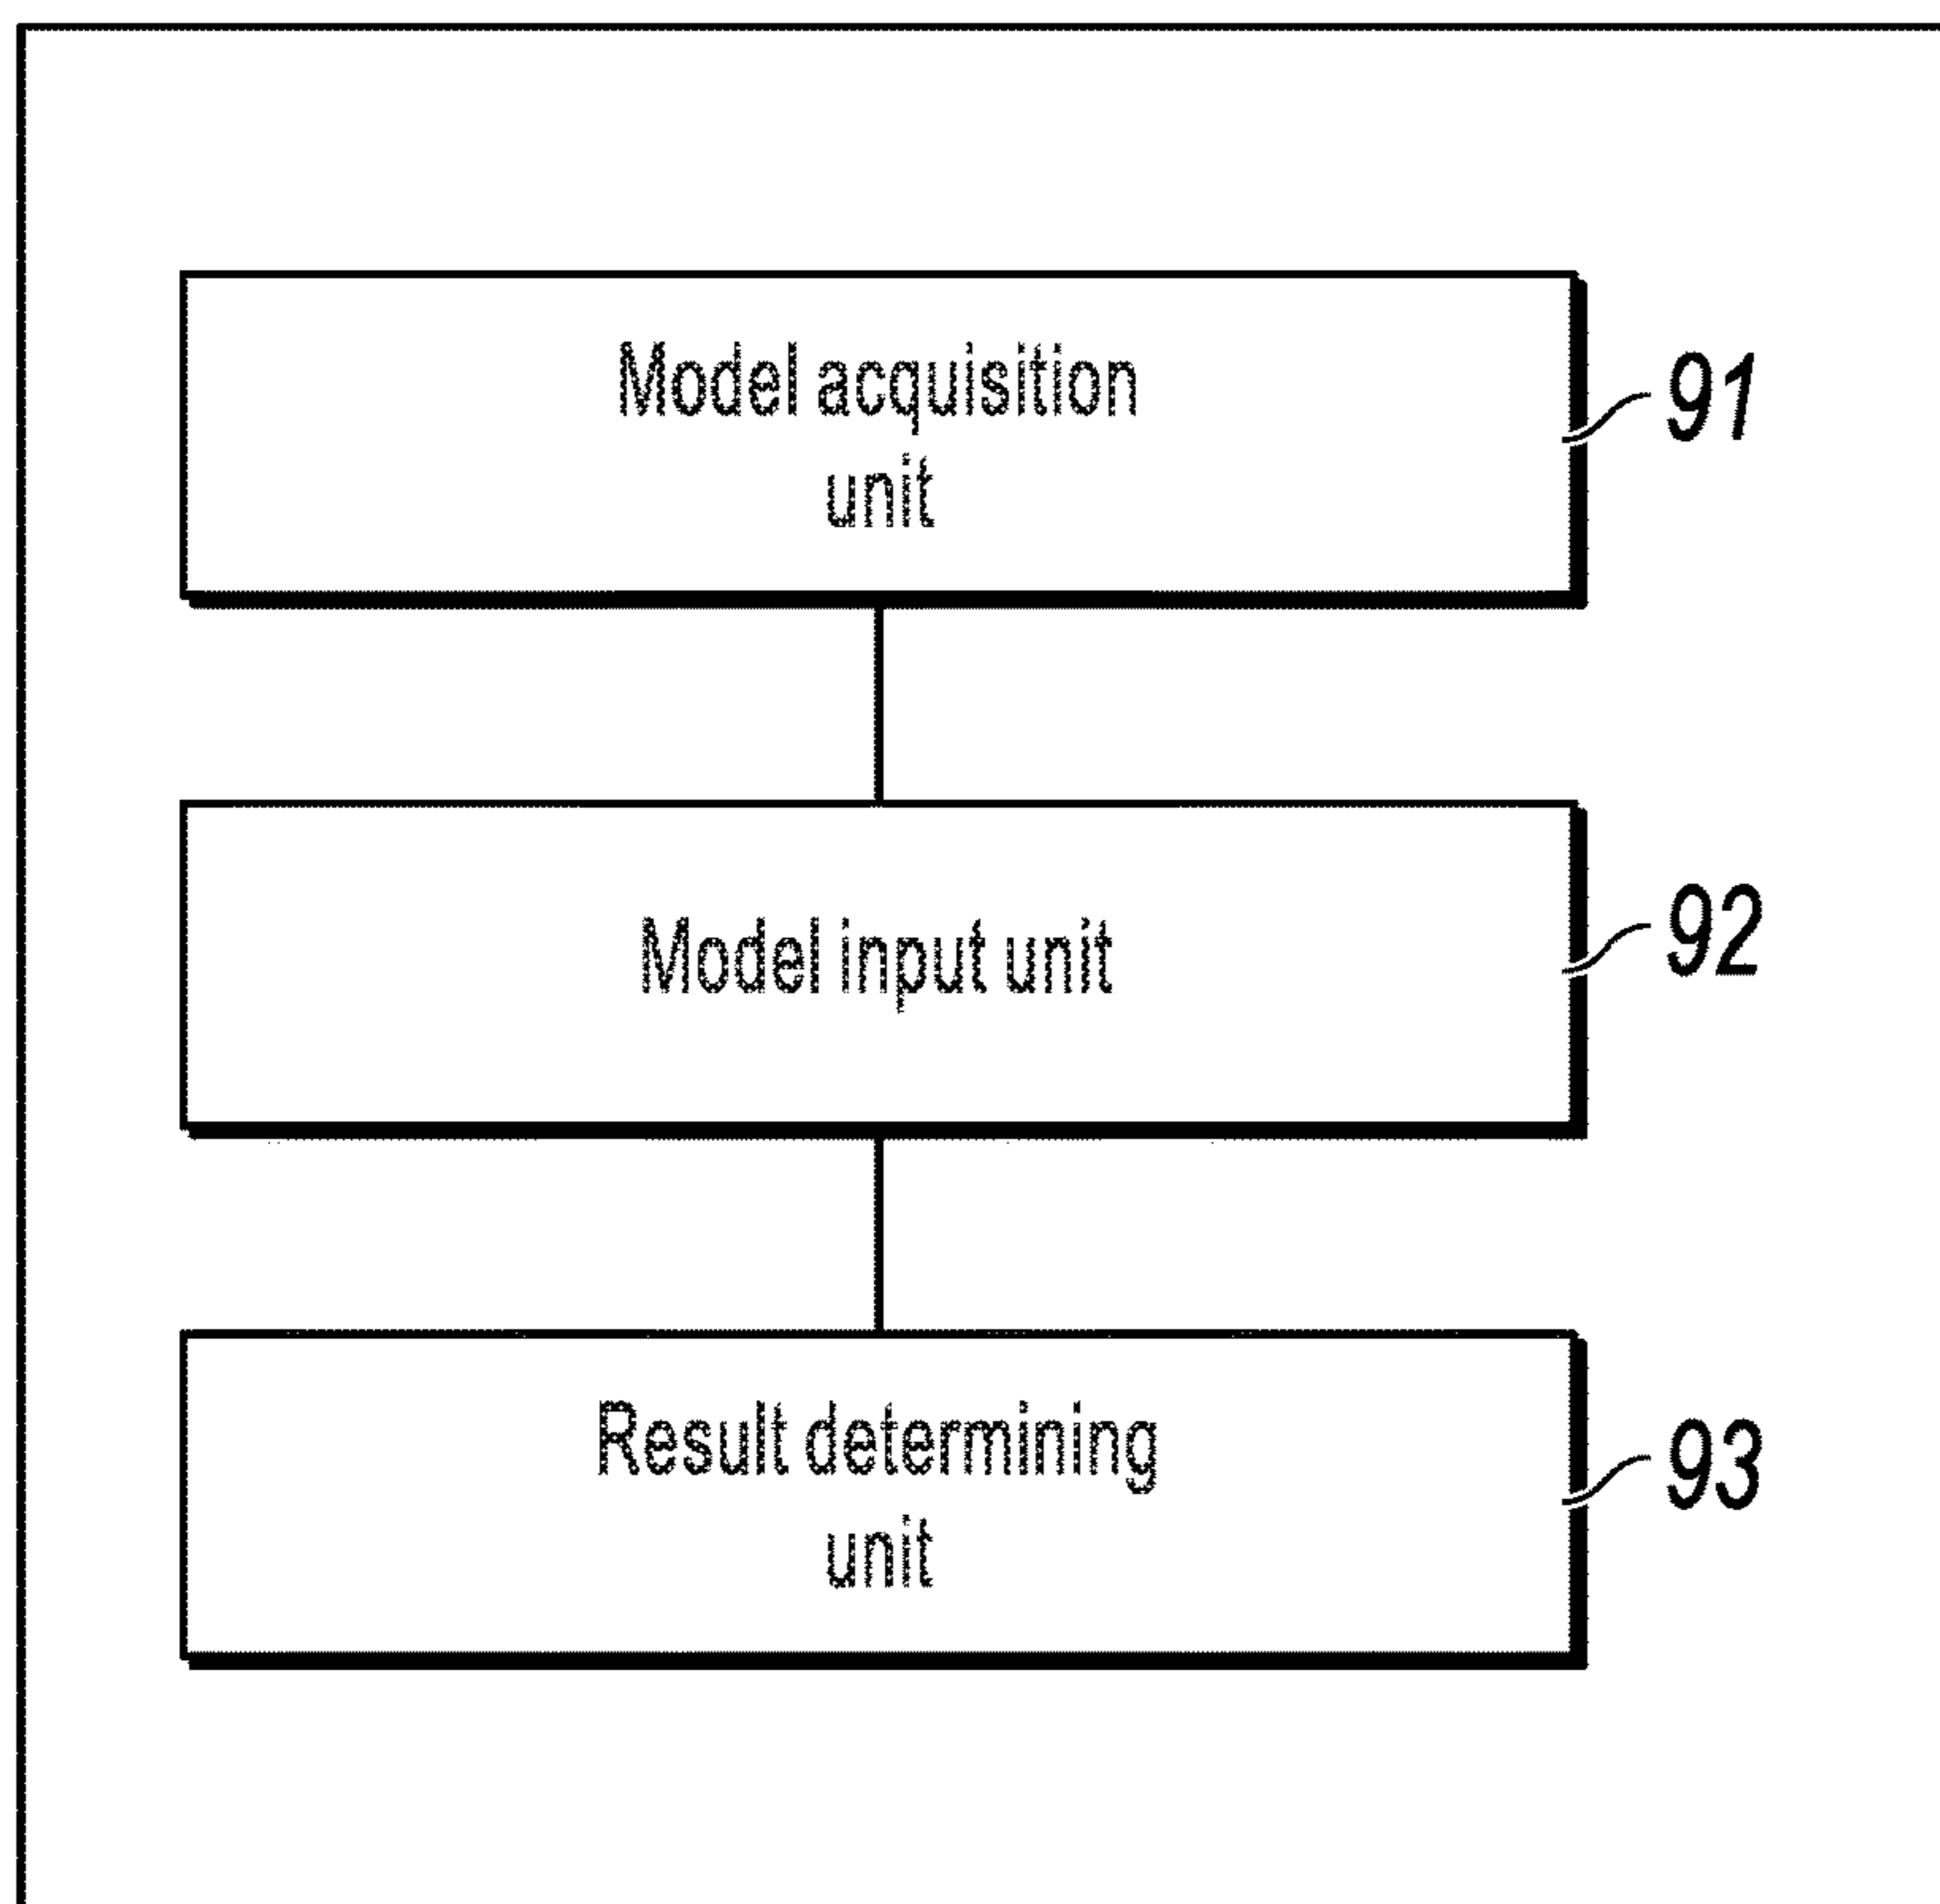 Model acquisition
unit
91
Model input unit
92
Result determining
unit
93